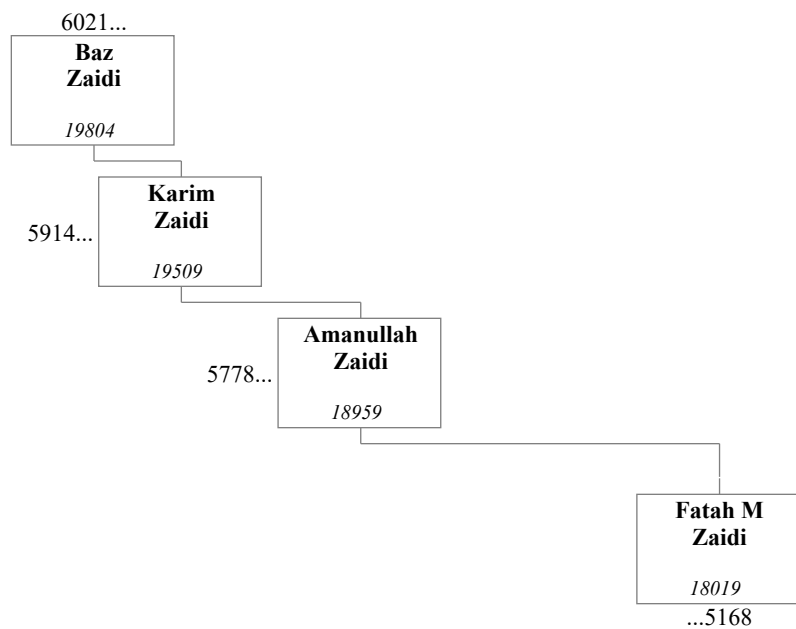 6021...
Baz
Zaidi
19804
Karim
Zaidi
5914...
19509
Amanullah
Zaidi
5778...
18959
Fatah M
Zaidi
18019
...5168